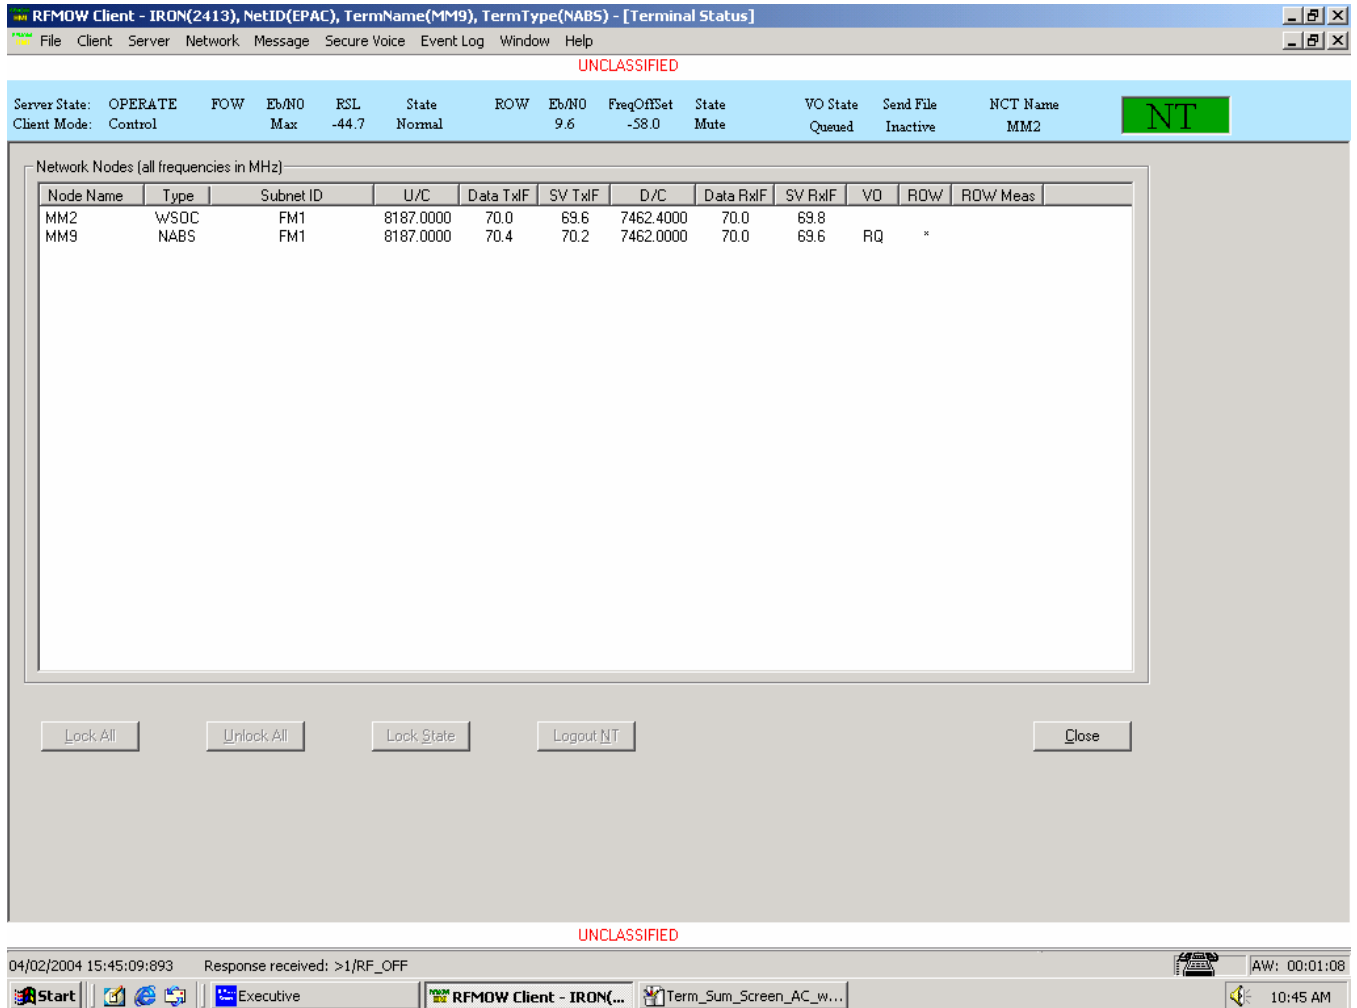 RFMOW Client - IRON(2413), NetID(EPAC), TermName(MM9), TermType(NABS) - [Terminal Status]
File Client Server Network Message Secure Voice Event Log Window Help
UNCLASSIFIED
Server State: OPERATE FOW Eb/N0 RSL State ROW Eb/N0 FreqOffSet State VO State Send File NCT Name
Client Mode: Control Max -44.7 Normal 9.6 -58.0 Mute Queued Inactive MM2
NT
Network Nodes (all frequencies in MHz)
Node Name Type Subnet ID U/C Data TxIF SV TxIF D/C Data RxIF SV RxIF VO ROW ROW Meas
MM2 WSOC FM1 8187.0000 70.0 69.6 7462.4000 70.0 69.8
MM9 NABS FM1 8187.0000 70.4 70.2 7462.0000 70.0 69.6 RQ *
Lock All Unlock All Lock State Logout NT Close
UNCLASSIFIED
04/02/2004 15:45:09:893 Response received: >1/RF_OFF AW: 00:01:08
Start Executive RFMOW Client - IRON(... Term_Sum_Screen_AC_w... 10:45 AM